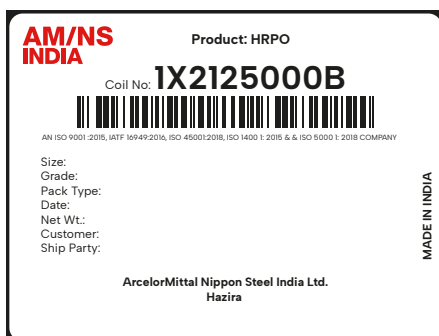 AM/NS
INDIA
Product: HRPO
Coil No: 1X2125000B
AN ISO 9001 :2015, IATF 16949:2016, ISO 45001:2018, ISO 1400 1: 2015 & & ISO 5000 1: 2018 COMPANY
Size:
Grade:
Pack Type:
Date:
Net Wt.:
Customer:
Ship Party:
MADE IN INDIA
ArcelorMittal Nippon Steel India Ltd.
Hazira